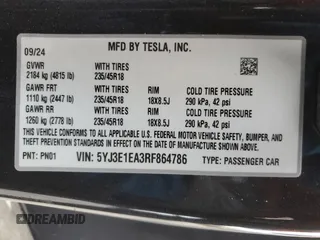 09/24
MFD BY TESLA, INC.
GVWR WITH TIRES
2184 kg (4815 lb) 235/45R18
GAWR FRT WITH TIRES RIM COLD TIRE PRESSURE
1110 kg (2447 lb) 235/45R18 18X8.5J 290 kPa, 42 psi
GAWR RR WITH TIRES RIM COLD TIRE PRESSURE
1260 kg (2778 lb) 235/45R18 18X8.5J 290 kPa, 42 psi
THIS VEHICLE CONFORMS TO ALL APPLICABLE U.S. FEDERAL MOTOR VEHICLE SAFETY, BUMPER, AND
THEFT PREVENTION STANDARDS IN EFFECT ON THE DATE OF MANUFACTURE SHOWN ABOVE.
PNT: PN01 VIN: 5YJ3E1EA3RF864786 TYPE: PASSENGER CAR
DREAMBID